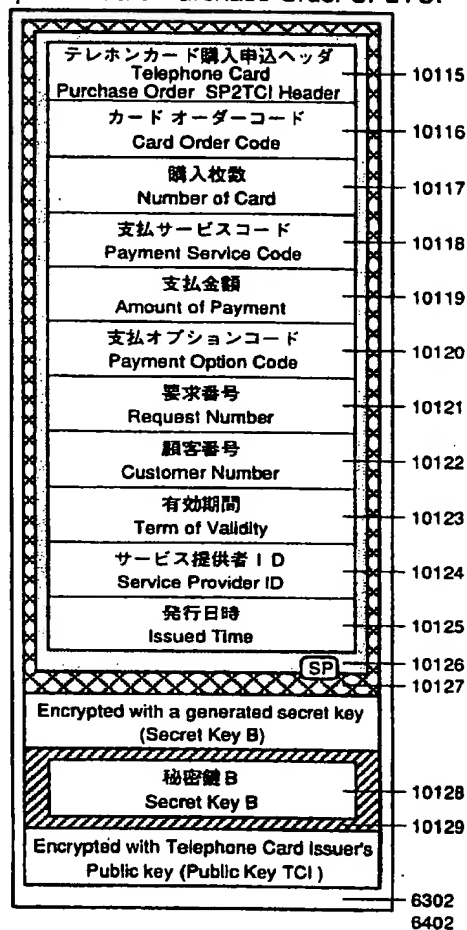 Purchase Order SP2TCI
テレホンカード購入申込ヘッダ
Telephone Card
Purchase Order SP2TCI Header
10115
カード オーダーコード
Card Order Code
10116
購入枚数
Number of Card
10117
支払サービスコード
Payment Service Code
10118
支払金額
Amount of Payment
10119
支払オプションコード
Payment Option Code
10120
要求番号
Request Number
10121
顧客番号
Customer Number
10122
有効期間
Term of Validity
10123
サービス提供者ID
Service Provider ID
10124
発行日時
Issued Time
10125
SP
10126
10127
Encrypted with a generated secret key
(Secret Key B)
秘密鍵B
Secret Key B
10128
10129
Encrypted with Telephone Card Issuer's
Public key (Public Key TCI)
6302
6402